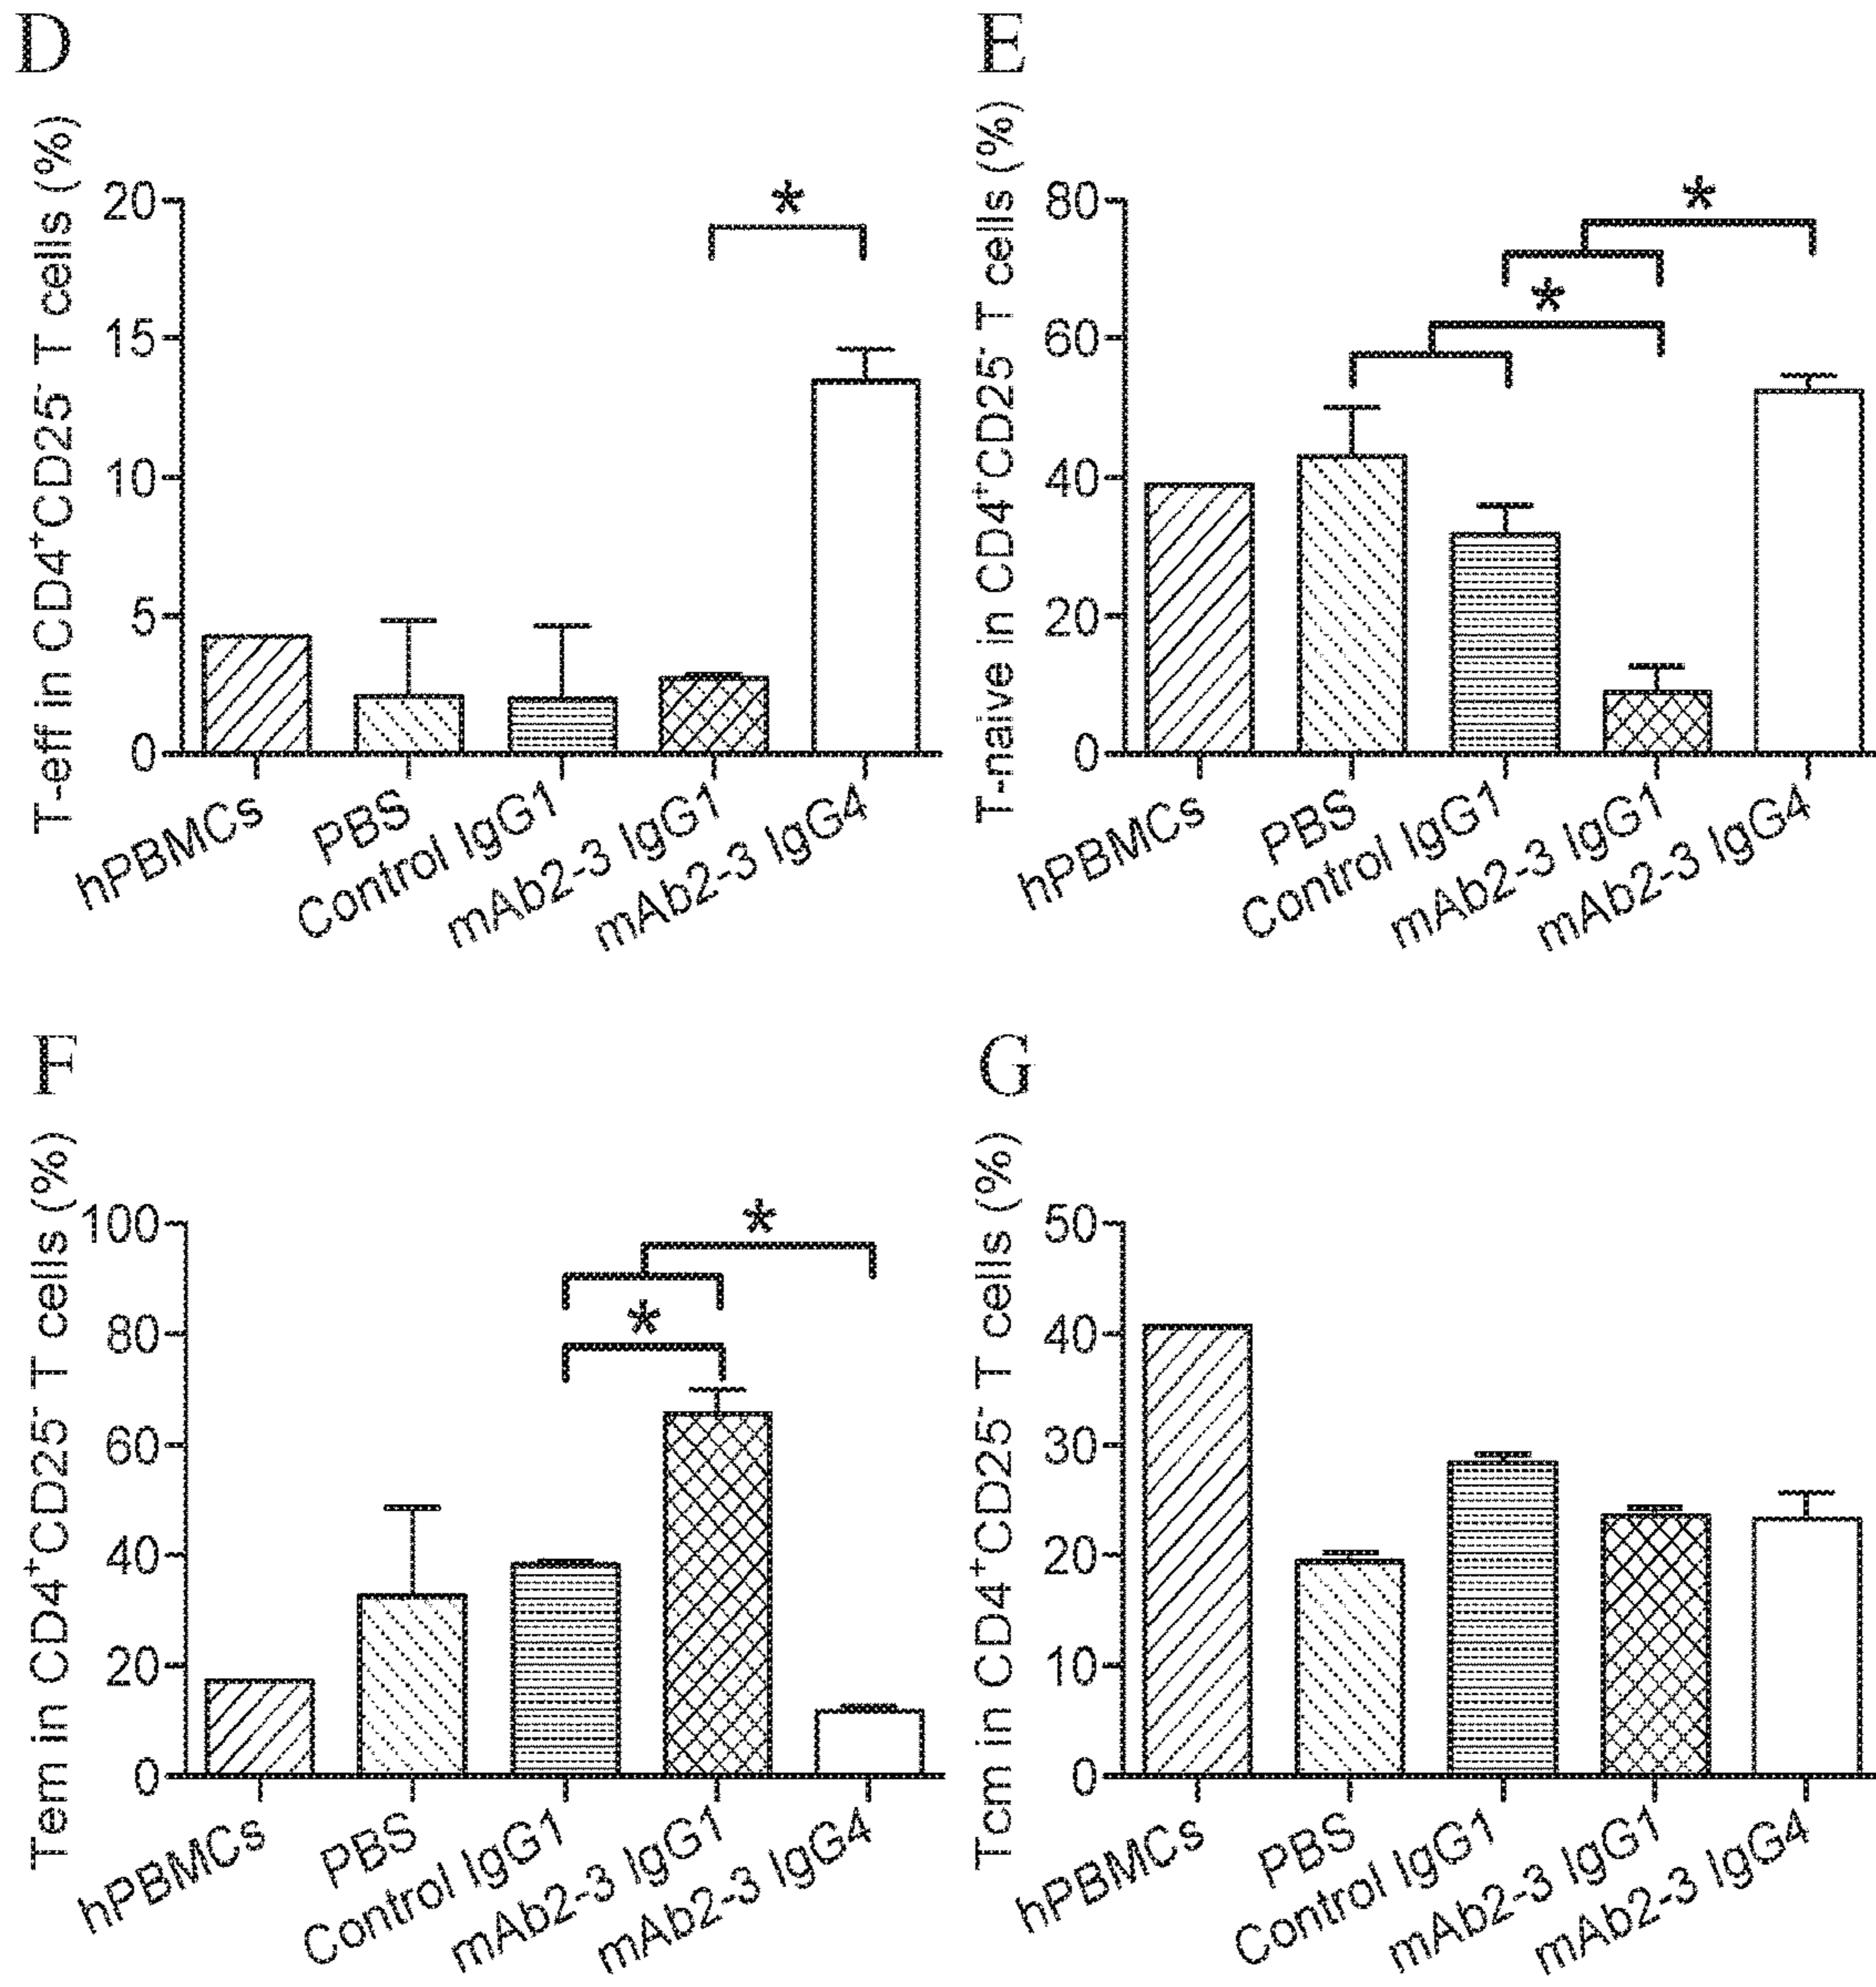 D
T-eff in CD4⁺CD25⁻ T cells (%)
20
15
10
5
0
*
hPBMCs
PBS
Control IgG1
mAb2-3 IgG1
mAb2-3 IgG4
E
T-naive in CD4⁺CD25⁻ T cells (%)
80
60
40
20
0
*
*
hPBMCs
PBS
Control IgG1
mAb2-3 IgG1
mAb2-3 IgG4
F
Tem in CD4⁺CD25⁻ T cells (%)
100
80
60
40
20
0
*
*
hPBMCs
PBS
Control IgG1
mAb2-3 IgG1
mAb2-3 IgG4
G
Tcm in CD4⁺CD25⁻ T cells (%)
50
40
30
20
10
0
hPBMCs
PBS
Control IgG1
mAb2-3 IgG1
mAb2-3 IgG4